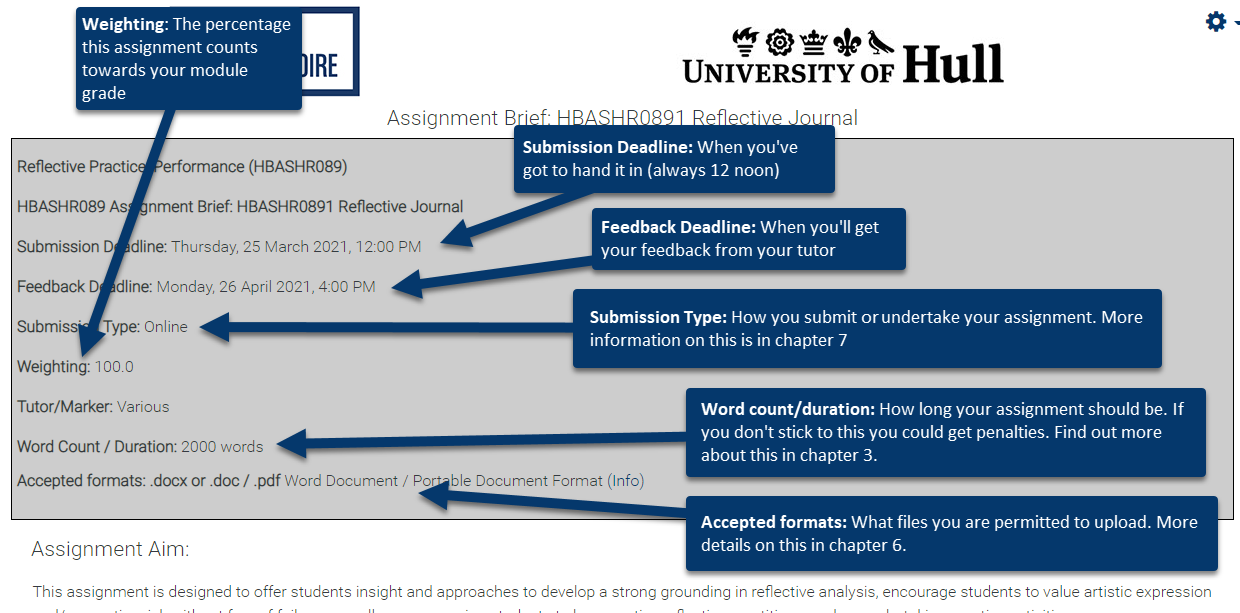 Weighting: The percentage
this assignment counts
towards your module
grade
OIRE
UNIVERSITY OF Hull
Assignment Brief: HBASHR0891 Reflective Journal
Submission Deadline: When you've
got to hand it in (always 12 noon)
Reflective Practice Performance (HBASHR089)
HBASHR089 Assignment Brief: HBASHR0891 Reflective Journal
Feedback Deadline: When you'll get
your feedback from your tutor
Submission Deadline: Thursday, 25 March 2021, 12:00 PM
Feedback Deadline: Monday, 26 April 2021, 4:00 PM
Submission Type: How you submit or undertake your assignment. More
information on this is in chapter 7
Submission Type: Online
Weighting: 100.0
Tutor/Marker: Various
Word count/duration: How long your assignment should be. If
you don't stick to this you could get penalties. Find out more
about this in chapter 3.
Word Count / Duration: 2000 words
Accepted formats: .docx or .doc / .pdf Word Document / Portable Document Format (Info)
Accepted formats: What files you are permitted to upload. More
details on this in chapter 6.
Assignment Aim:
This assignment is designed to offer students insight and approaches to develop a strong grounding in reflective analysis, encourage students to value artistic expression